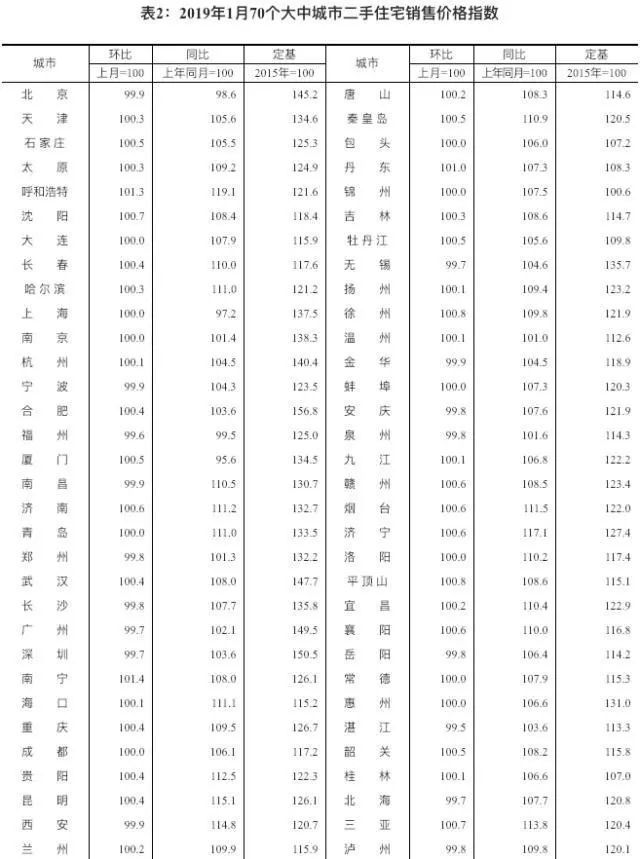 表2：2019年1月70个大中城市二手住宅销售价格指数
城市 环比 同比 定基 城市 环比 同比 定基
上月=100 上年同月=100 2015年=100 上月=100 上年同月=100 2015年=100
北京 99.9 98.6 145.2 唐山 100.2 108.3 114.6
天津 100.3 105.6 134.6 秦皇岛 100.5 110.9 120.5
石家庄 100.5 105.5 125.3 包头 100.0 106.0 107.2
太原 100.3 109.2 124.9 丹东 101.0 107.3 108.3
呼和浩特 101.3 119.1 121.6 锦州 100.0 107.5 100.6
沈阳 100.7 108.4 118.4 吉林 100.3 108.6 114.7
大连 100.0 107.9 115.9 牡丹江 100.5 105.6 109.8
长春 100.4 110.0 117.6 无锡 99.7 104.6 135.7
哈尔滨 100.3 111.0 121.2 扬州 100.1 109.4 123.2
上海 100.0 97.2 137.5 徐州 100.8 109.8 121.9
南京 100.0 101.4 138.3 温州 100.1 101.0 112.6
杭州 100.1 104.5 140.4 金华 99.9 104.5 118.9
宁波 99.9 104.3 123.5 蚌埠 100.0 107.3 120.3
合肥 100.4 103.6 156.8 安庆 99.8 107.6 121.9
福州 99.6 99.5 125.0 泉州 99.8 101.6 114.3
厦门 100.5 95.6 134.5 九江 100.1 106.8 122.2
南昌 99.9 110.5 130.7 赣州 100.6 108.5 123.4
济南 100.6 111.2 132.7 烟台 100.6 111.5 122.0
青岛 100.0 111.0 133.5 济宁 100.6 117.1 127.4
郑州 99.8 101.3 132.2 洛阳 100.0 110.2 117.4
武汉 100.4 108.0 147.7 平顶山 100.8 108.6 115.1
长沙 99.8 107.7 135.8 宜昌 100.2 110.4 122.9
广州 99.7 102.1 149.5 襄阳 100.6 110.0 116.8
深圳 99.7 103.6 150.5 岳阳 99.8 106.4 114.2
南宁 101.4 108.0 126.1 常德 100.0 107.9 115.3
海口 100.1 111.1 115.2 惠州 100.0 106.6 131.0
重庆 100.4 109.5 126.7 湛江 99.5 103.6 113.3
成都 100.0 106.1 117.2 韶关 100.5 108.2 115.8
贵阳 100.4 112.5 122.3 桂林 100.1 106.6 107.0
昆明 100.4 115.1 126.1 北海 99.7 107.7 120.8
西安 99.9 114.8 120.7 三亚 100.7 113.8 120.4
兰州 100.2 109.9 115.9 泸州 99.8 109.8 120.1